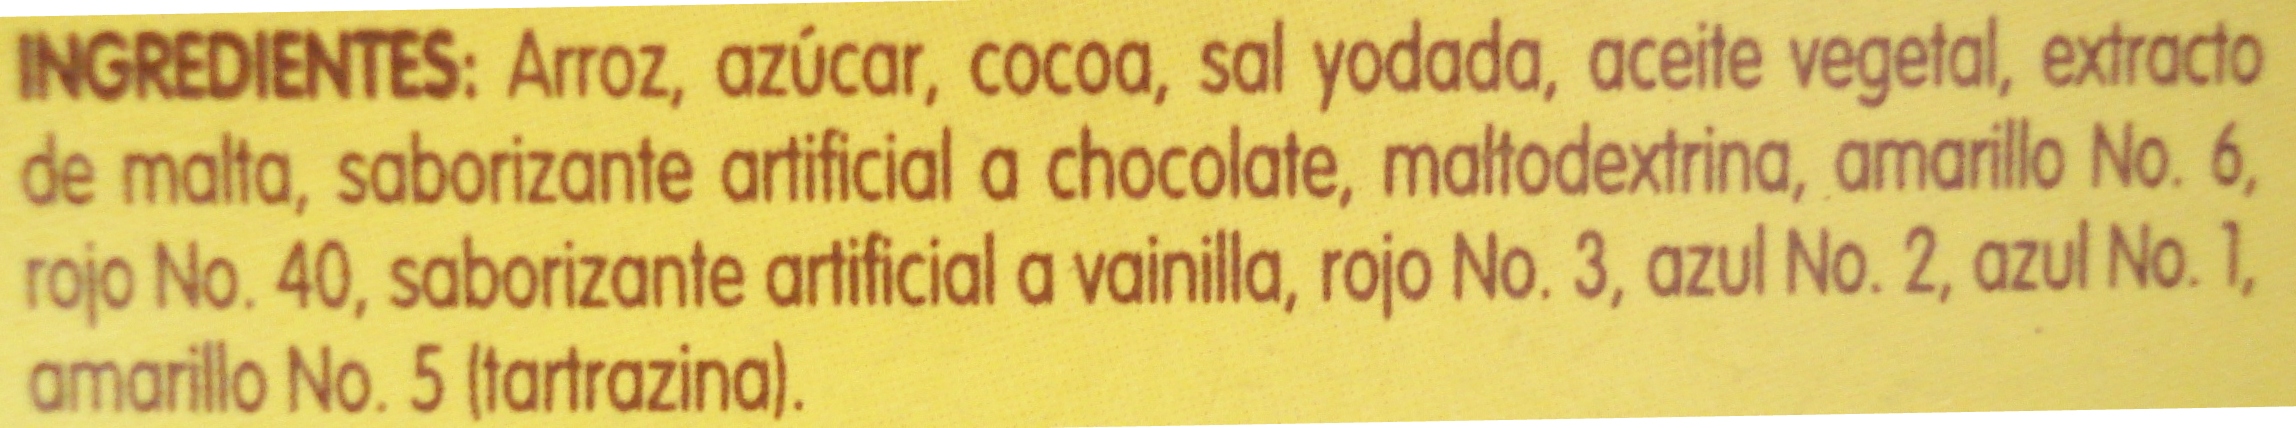 INGREDIENTES: Arroz, azúcar, cocoa, sal yodada, aceite vegetal, extracto
de malta, saborizante artificial a chocolate, maltodextrina, amarillo No. 6,
rojo No. 40, saborizante artificial a vainilla, rojo No. 3, azul No. 2, azul No. 1,
amarillo No. 5 (tartrazina).